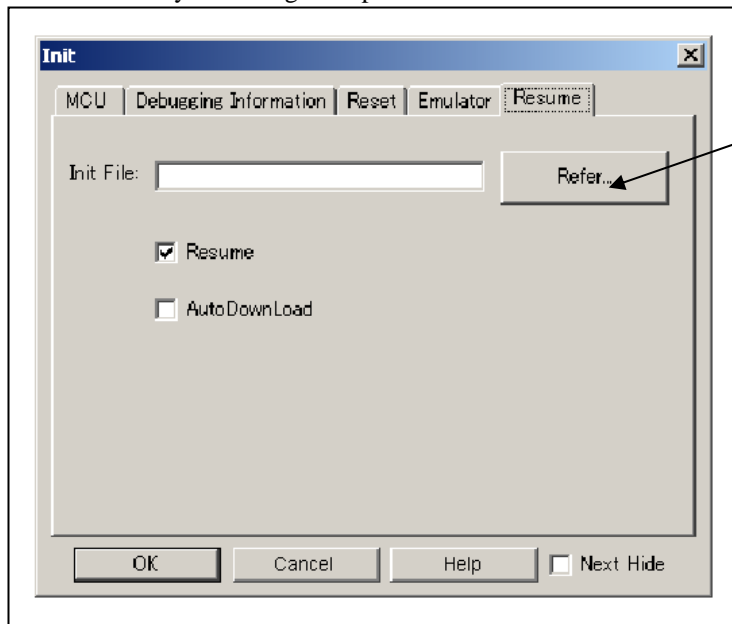 Init
MCU Debugging Information Reset Emulator Resume
Init File: Refer...
Resume
AutoDownLoad
OK Cancel Help Next Hide